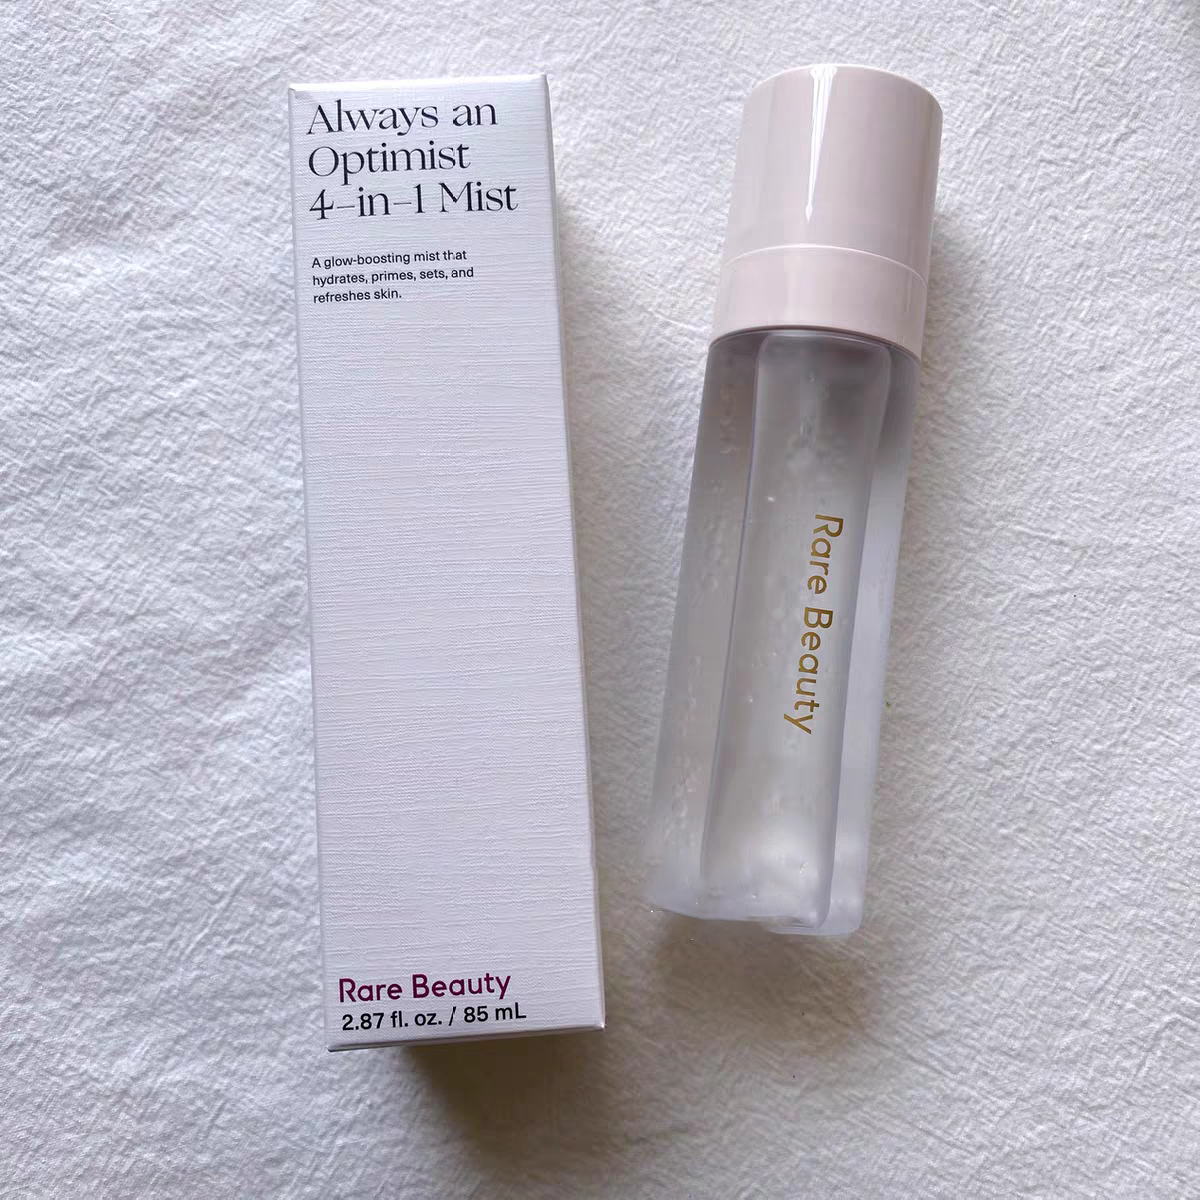 Always an
Optimist
4-in-1 Mist
A glow-boosting mist that
hydrates, primes, sets, and
refreshes skin.
Rare Beauty
2.87 fl. oz. / 85 mL
Rare Beauty